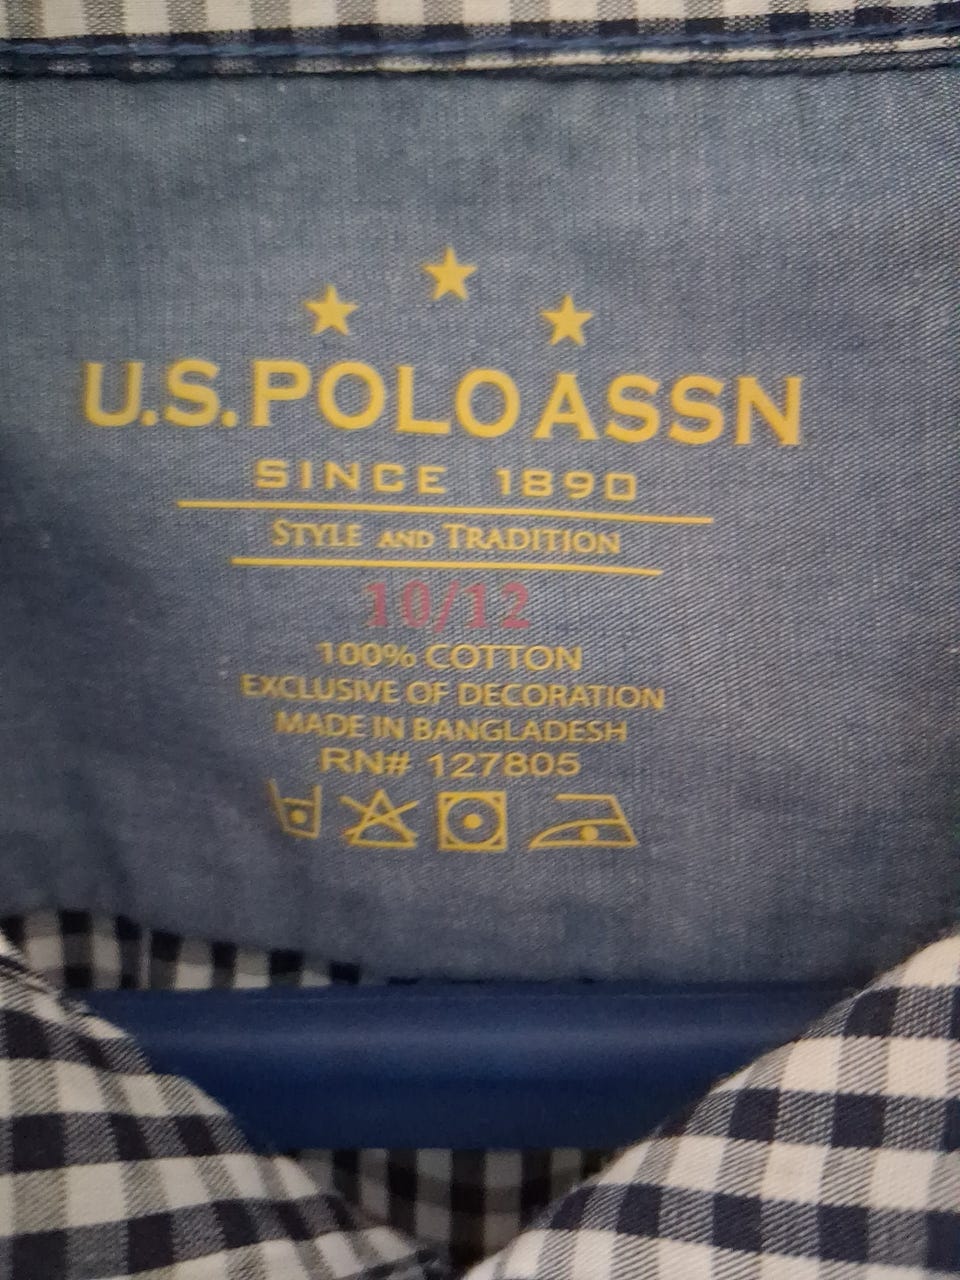 U.S. POLO ASSN
SINCE 1890
STYLE AND TRADITION
10/12
100% COTTON
EXCLUSIVE OF DECORATION
MADE IN BANGLADESH
RN# 127805